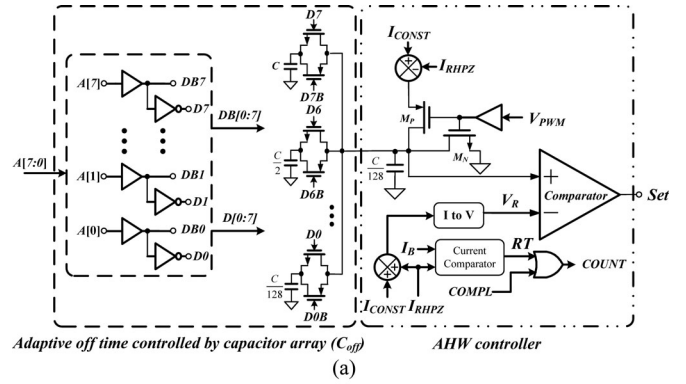 D7
C
D7B
D6
C/2
D6B
D0
C/128
D0B
A[7:0]
A[7]
DB7
D7
A[1]
DB1
D1
A[0]
DB0
D0
DB[0:7]
D[0:7]
I_CONST
I_RHPZ
M_P
V_PWM
M_N
C/128
+
Comparator
−
Set
I to V
V_R
I_B
Current
Comparator
RT
COUNT
COMPL
I_CONST
I_RHPZ
Adaptive off time controlled by capacitor array (C_off)
AHW controller
(a)